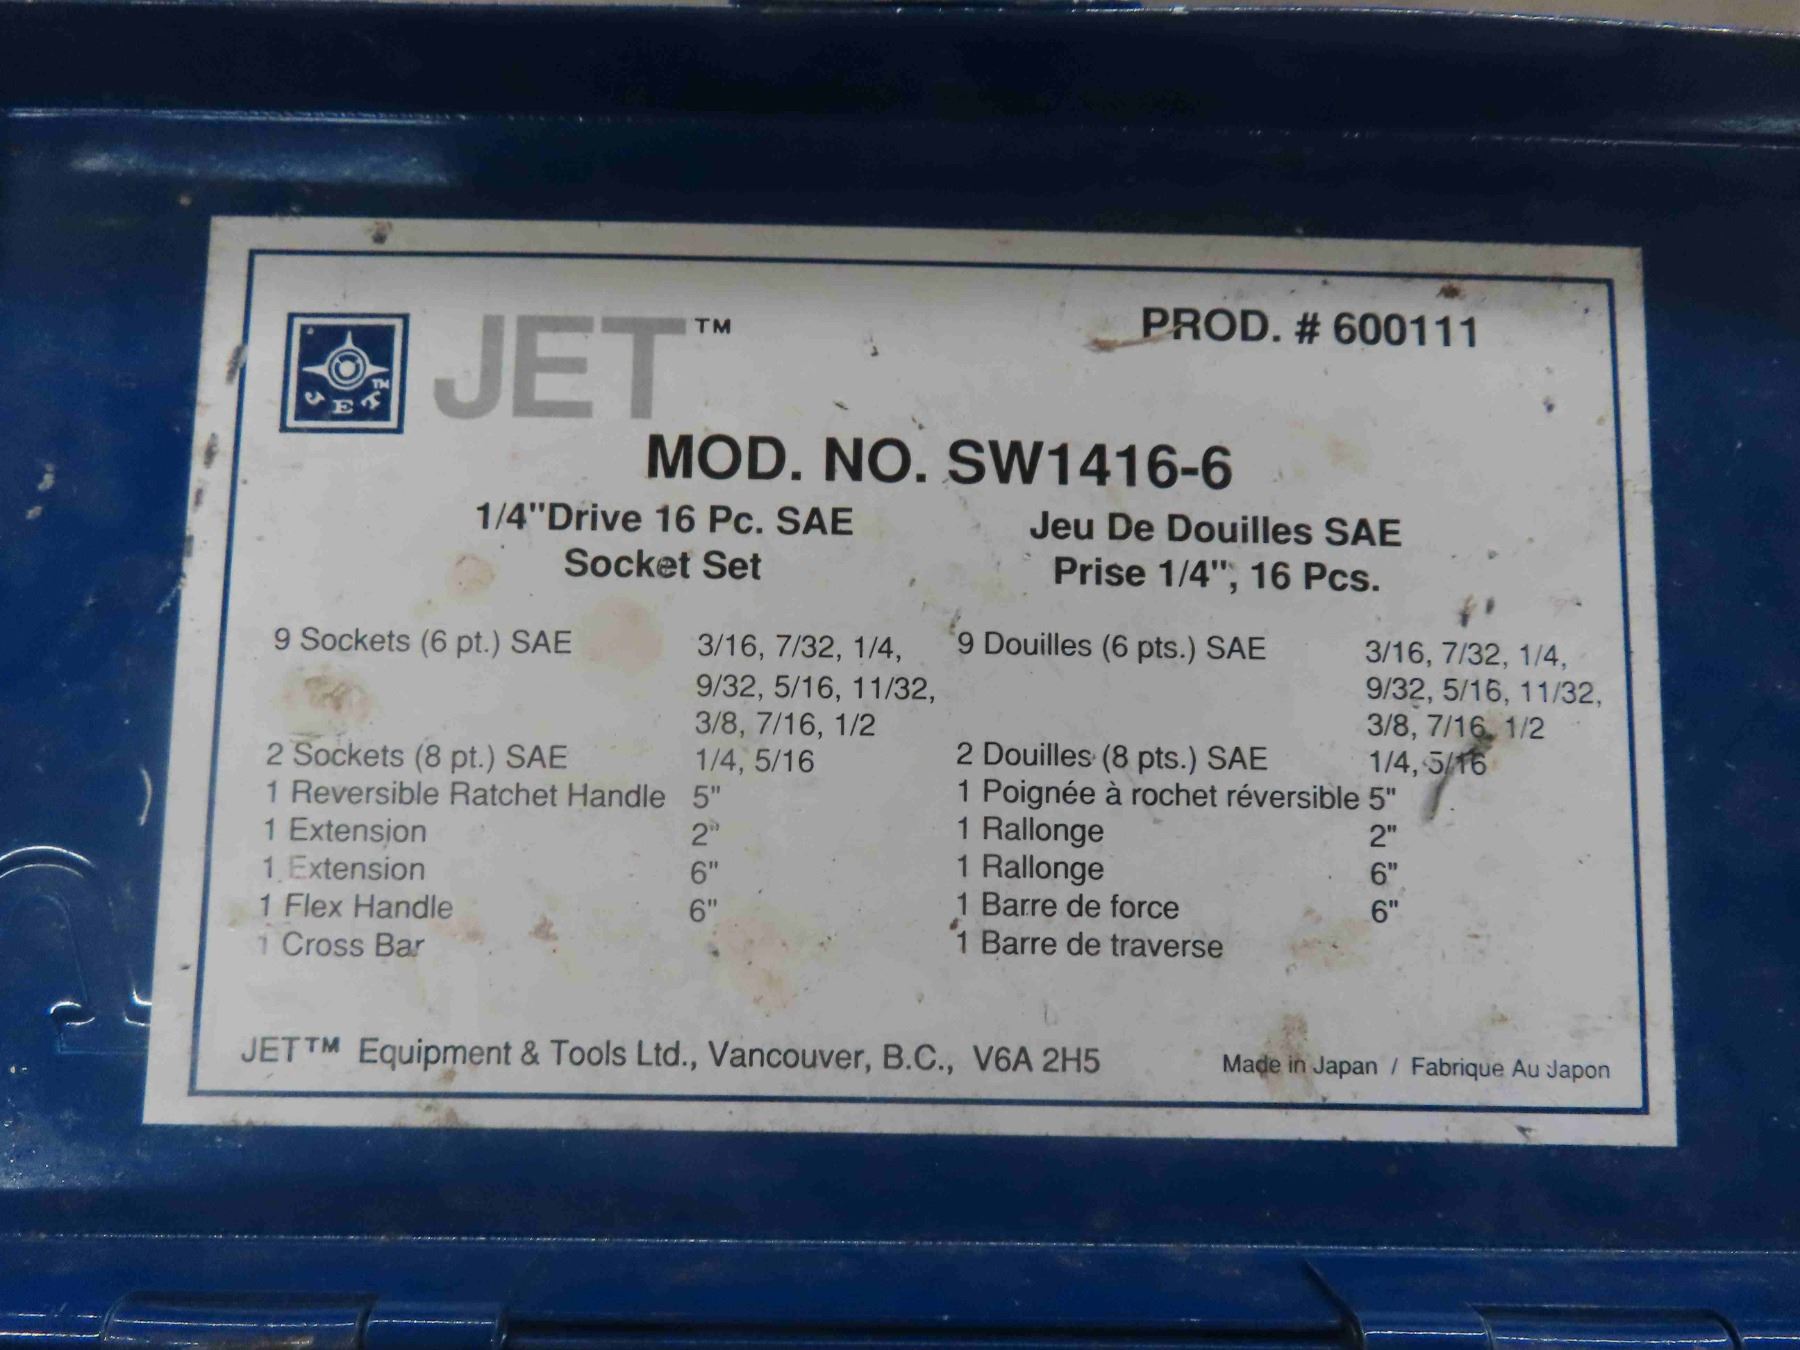 JET™
JET™
PROD. # 600111
MOD. NO. SW1416-6
1/4"Drive 16 Pc. SAE
Socket Set
Jeu De Douilles SAE
Prise 1/4", 16 Pcs.
9 Sockets (6 pt.) SAE 3/16, 7/32, 1/4,
9/32, 5/16, 11/32,
3/8, 7/16, 1/2
2 Sockets (8 pt.) SAE 1/4, 5/16
1 Reversible Ratchet Handle 5"
1 Extension 2"
1 Extension 6"
1 Flex Handle 6"
1 Cross Bar
9 Douilles (6 pts.) SAE 3/16, 7/32, 1/4,
9/32, 5/16, 11/32,
3/8, 7/16, 1/2
2 Douilles (8 pts.) SAE 1/4, 5/16
1 Poignée à rochet réversible 5"
1 Rallonge 2"
1 Rallonge 6"
1 Barre de force 6"
1 Barre de traverse
JET™ Equipment & Tools Ltd., Vancouver, B.C., V6A 2H5
Made in Japan / Fabrique Au Japon